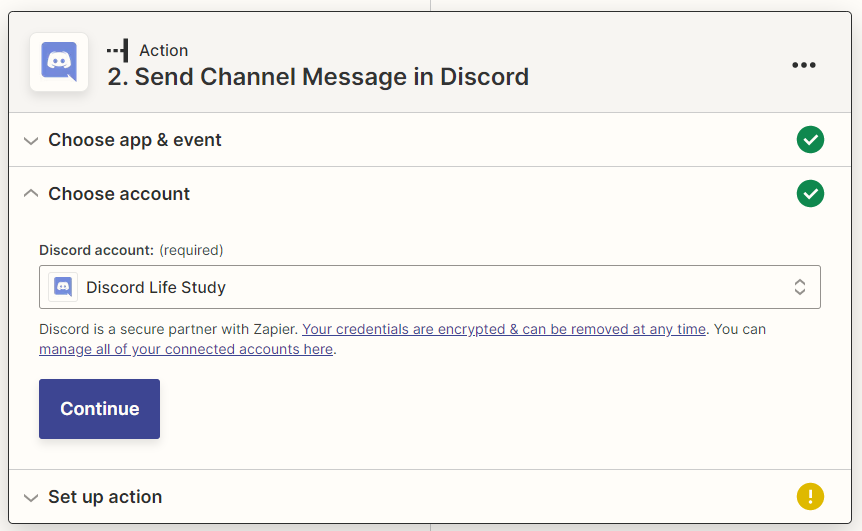 Action
2. Send Channel Message in Discord
Choose app & event
Choose account
Discord account: (required)
Discord Life Study
Discord is a secure partner with Zapier. Your credentials are encrypted & can be removed at any time. You can
manage all of your connected accounts here.
Continue
Set up action